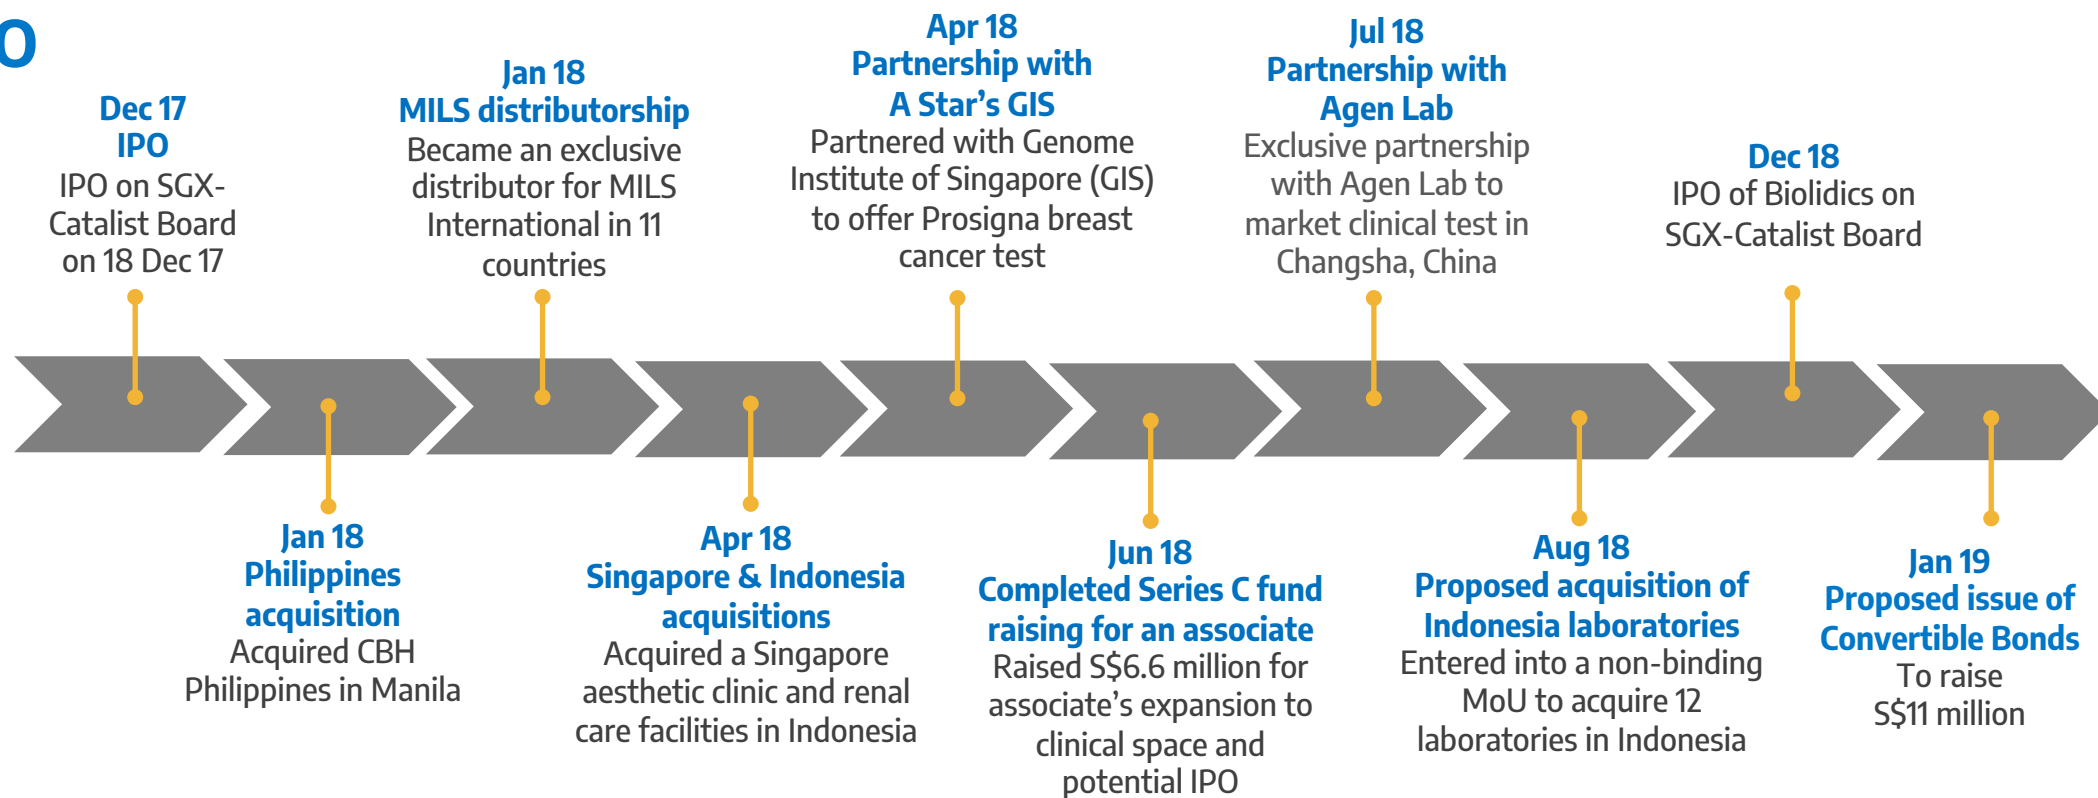 O
Dec 17
IPO
IPO on SGX-
Catalist Board
on 18 Dec 17
Jan 18
Philippines
acquisition
Acquired CBH
Philippines in Manila
Jan 18
MILS distributorship
Became an exclusive
distributor for MILS
International in 11
countries
Apr 18
Singapore & Indonesia
acquisitions
Acquired a Singapore
aesthetic clinic and renal
care facilities in Indonesia
Apr 18
Partnership with
A Star’s GIS
Partnered with Genome
Institute of Singapore (GIS)
to offer Prosigna breast
cancer test
Jun 18
Completed Series C fund
raising for an associate
Raised S$6.6 million for
associate’s expansion to
clinical space and
potential IPO
Jul 18
Partnership with
Agen Lab
Exclusive partnership
with Agen Lab to
market clinical test in
Changsha, China
Aug 18
Proposed acquisition of
Indonesia laboratories
Entered into a non-binding
MoU to acquire 12
laboratories in Indonesia
Dec 18
IPO of Biolidics on
SGX-Catalist Board
Jan 19
Proposed issue of
Convertible Bonds
To raise
S$11 million